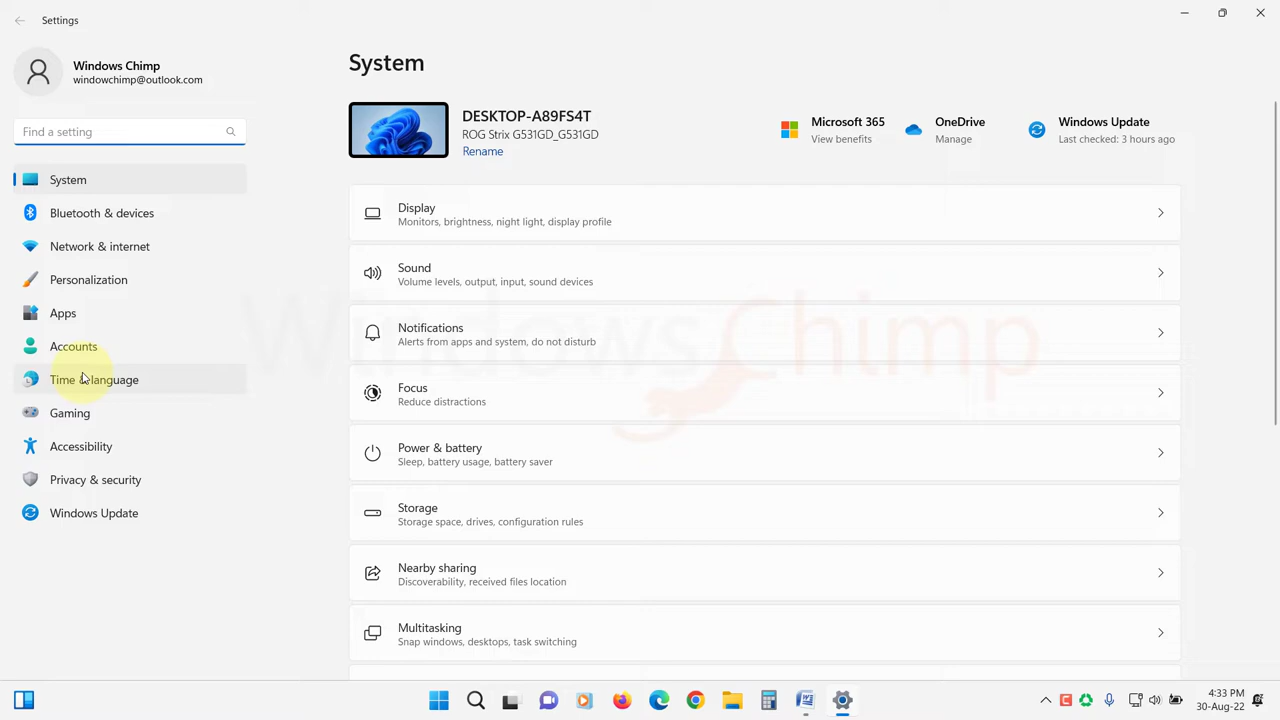 Settings
Windows Chimp
windowchimp@outlook.com
Find a setting
System
Bluetooth & devices
Network & internet
Personalization
Apps
Accounts
Time & language
Gaming
Accessibility
Privacy & security
Windows Update
System
DESKTOP-A89FS4T
ROG Strix G531GD_G531GD
Rename
Microsoft 365
View benefits
OneDrive
Manage
Windows Update
Last checked: 3 hours ago
Display
Monitors, brightness, night light, display profile
Sound
Volume levels, output, input, sound devices
Notifications
Alerts from apps and system, do not disturb
Focus
Reduce distractions
Power & battery
Sleep, battery usage, battery saver
Storage
Storage space, drives, configuration rules
Nearby sharing
Discoverability, received files location
Multitasking
Snap windows, desktops, task switching
Windows Chimp
4:33 PM
30-Aug-22